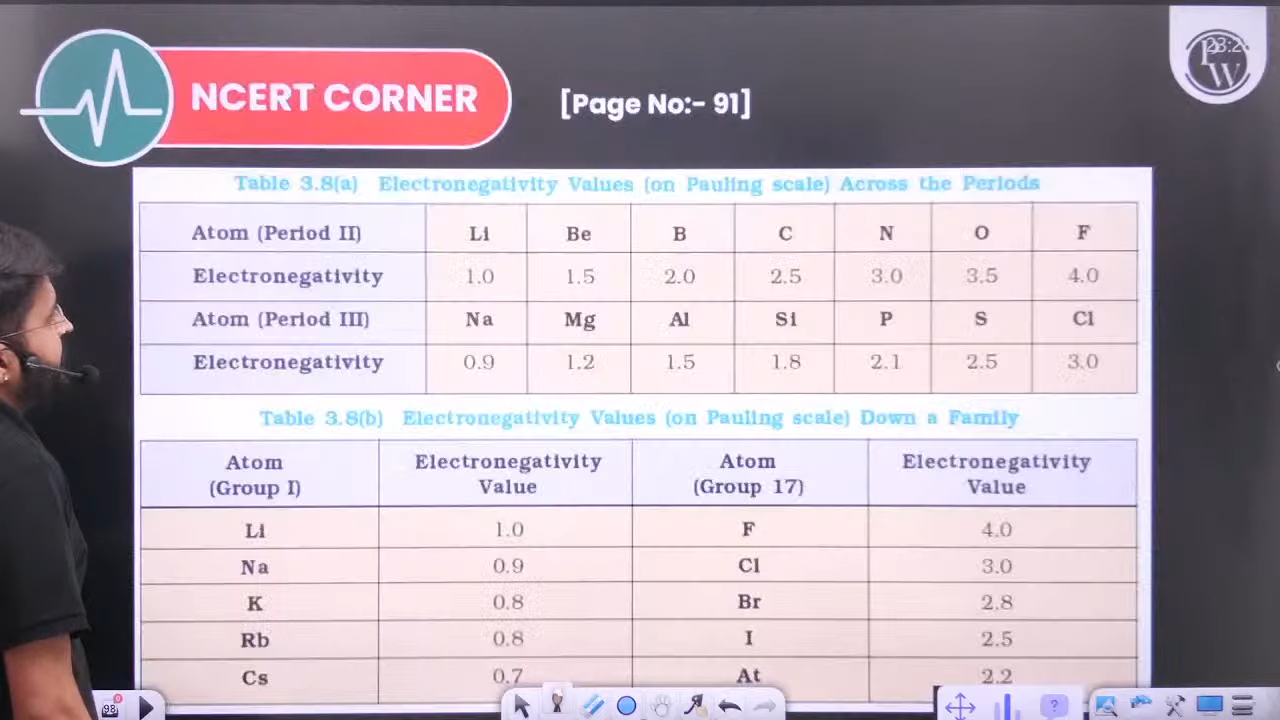 NCERT CORNER
[Page No:- 91]
23:2
PW
Table 3.8(a) Electronegativity Values (on Pauling scale) Across the Periods
Atom (Period II) Li Be B C N O F
Electronegativity 1.0 1.5 2.0 2.5 3.0 3.5 4.0
Atom (Period III) Na Mg Al Si P S Cl
Electronegativity 0.9 1.2 1.5 1.8 2.1 2.5 3.0
Table 3.8(b) Electronegativity Values (on Pauling scale) Down a Family
Atom (Group I) Electronegativity Value Atom (Group 17) Electronegativity Value
Li 1.0 F 4.0
Na 0.9 Cl 3.0
K 0.8 Br 2.8
Rb 0.8 I 2.5
Cs 0.7 At 2.2
98 0
?